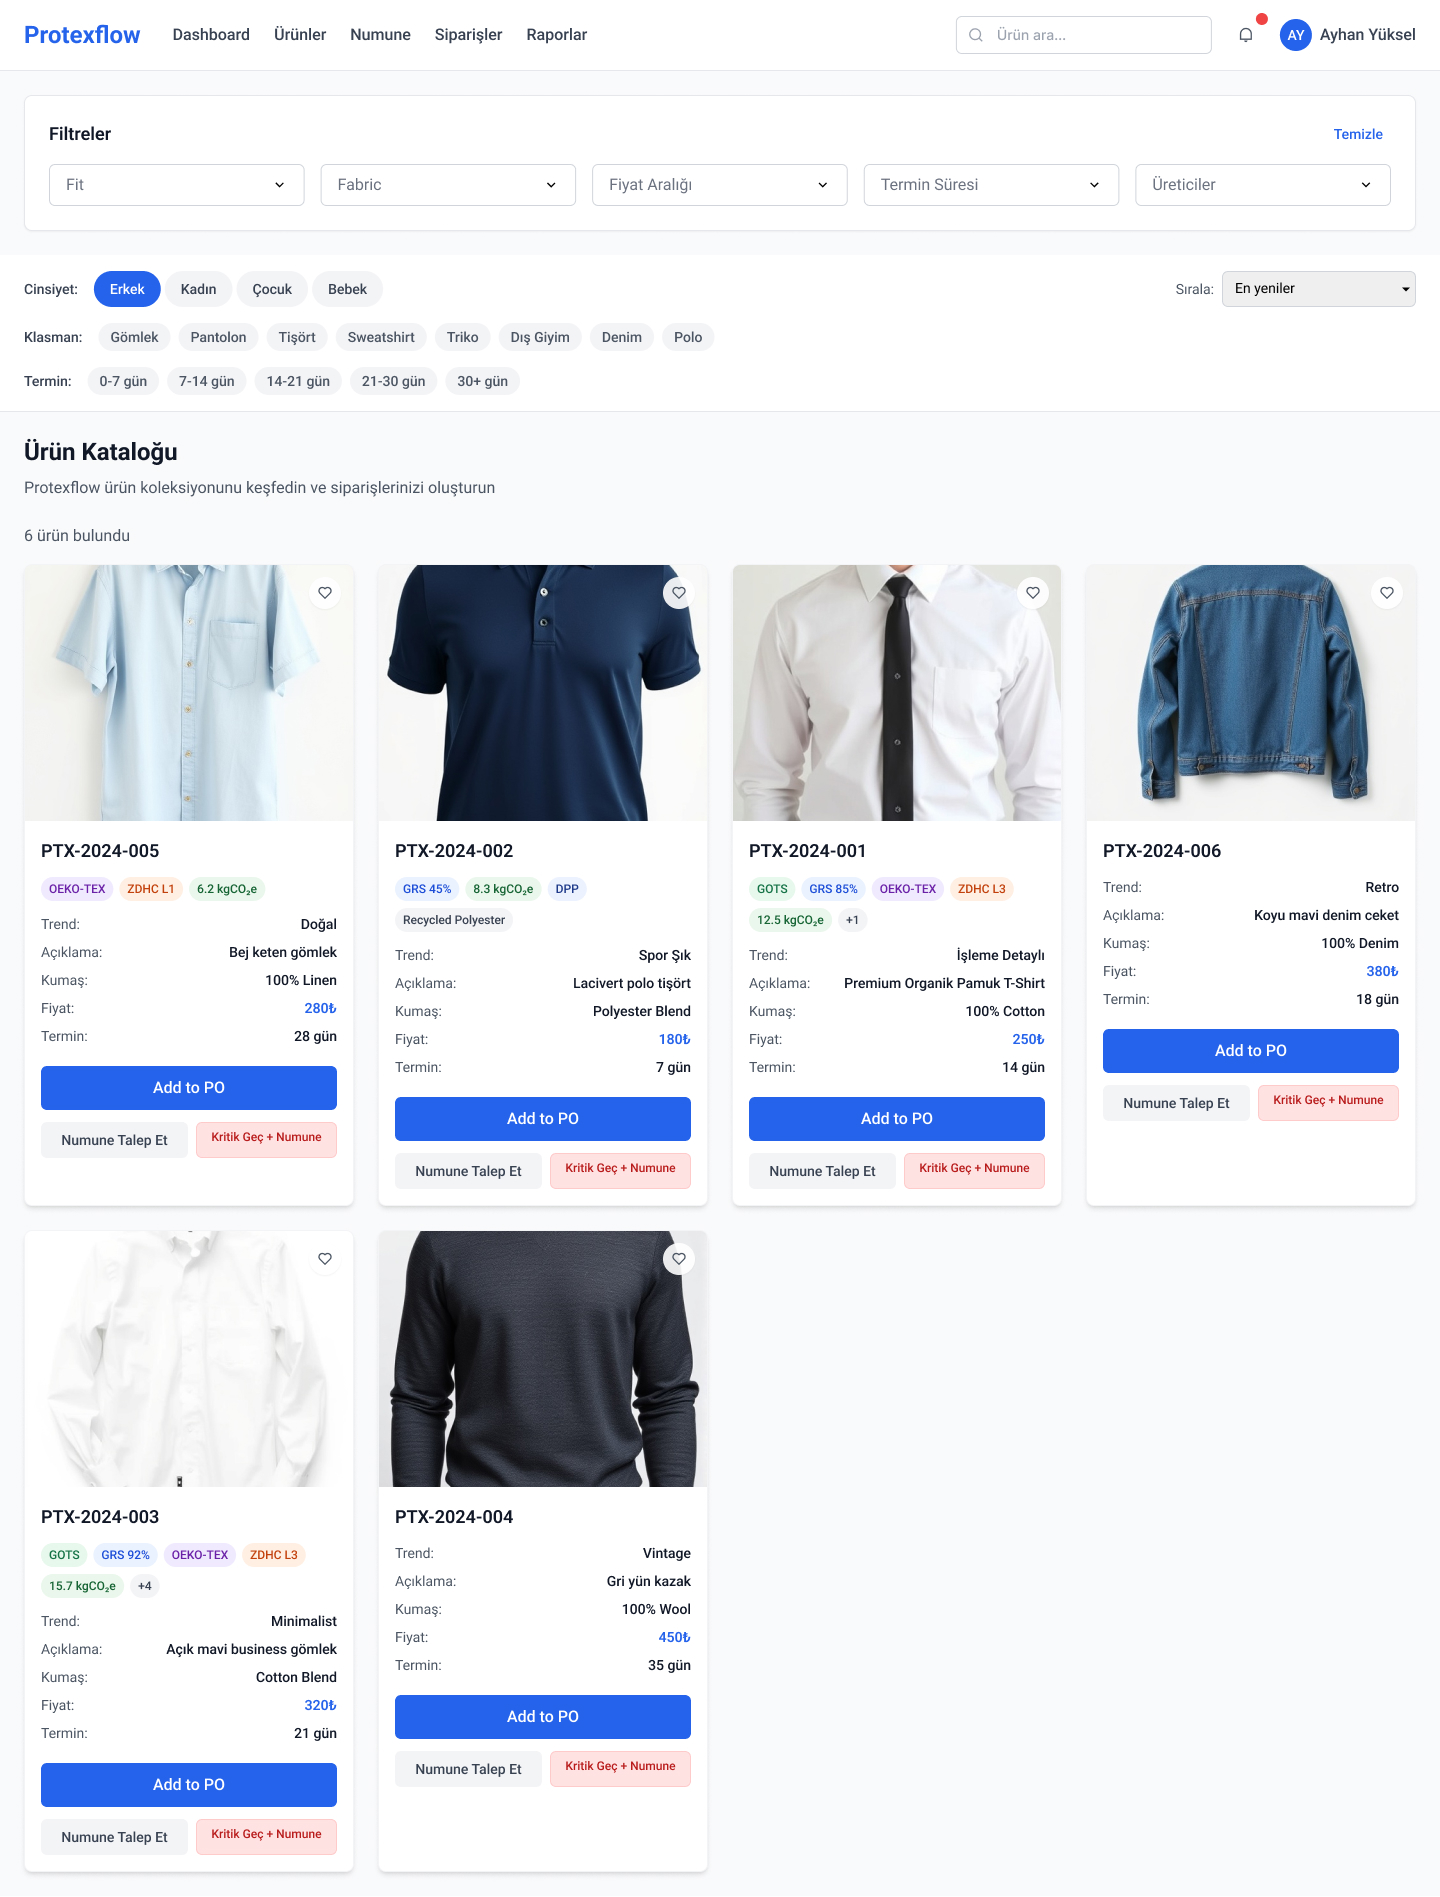 Protexflow Dashboard Ürünler Numune Siparişler Raporlar Ürün ara... AY Ayhan Yüksel
Filtreler Temizle
Fit Fabric Fiyat Aralığı Termin Süresi Üreticiler
Cinsiyet: Erkek Kadın Çocuk Bebek Sırala: En yeniler
Klasman: Gömlek Pantolon Tişört Sweatshirt Triko Dış Giyim Denim Polo
Termin: 0-7 gün 7-14 gün 14-21 gün 21-30 gün 30+ gün
Ürün Kataloğu
Protexflow ürün koleksiyonunu keşfedin ve siparişlerinizi oluşturun
6 ürün bulundu
PTX-2024-005
OEKO-TEX ZDHC L1 6.2 kgCO₂e
Trend: Doğal
Açıklama: Bej keten gömlek
Kumaş: 100% Linen
Fiyat: 280₺
Termin: 28 gün
Add to PO
Numune Talep Et Kritik Geç + Numune
PTX-2024-002
GRS 45% 8.3 kgCO₂e DPP
Recycled Polyester
Trend: Spor Şık
Açıklama: Lacivert polo tişört
Kumaş: Polyester Blend
Fiyat: 180₺
Termin: 7 gün
Add to PO
Numune Talep Et Kritik Geç + Numune
PTX-2024-001
GOTS GRS 85% OEKO-TEX ZDHC L3
12.5 kgCO₂e +1
Trend: İşleme Detaylı
Açıklama: Premium Organik Pamuk T-Shirt
Kumaş: 100% Cotton
Fiyat: 250₺
Termin: 14 gün
Add to PO
Numune Talep Et Kritik Geç + Numune
PTX-2024-006
Trend: Retro
Açıklama: Koyu mavi denim ceket
Kumaş: 100% Denim
Fiyat: 380₺
Termin: 18 gün
Add to PO
Numune Talep Et Kritik Geç + Numune
PTX-2024-003
GOTS GRS 92% OEKO-TEX ZDHC L3
15.7 kgCO₂e +4
Trend: Minimalist
Açıklama: Açık mavi business gömlek
Kumaş: Cotton Blend
Fiyat: 320₺
Termin: 21 gün
Add to PO
Numune Talep Et Kritik Geç + Numune
PTX-2024-004
Trend: Vintage
Açıklama: Gri yün kazak
Kumaş: 100% Wool
Fiyat: 450₺
Termin: 35 gün
Add to PO
Numune Talep Et Kritik Geç + Numune